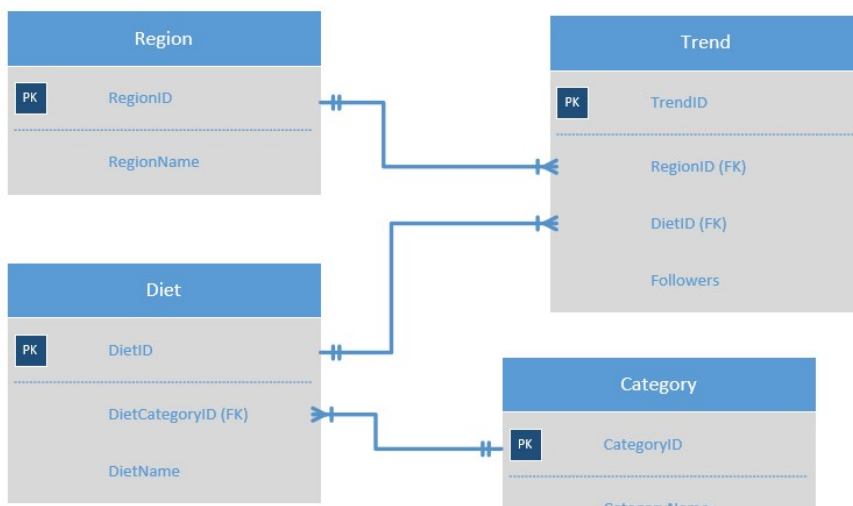 Region
PK RegionID
RegionName
Trend
PK TrendID
RegionID (FK)
DietID (FK)
Followers
Diet
PK DietID
DietCategoryID (FK)
DietName
Category
PK CategoryID
CategoryName